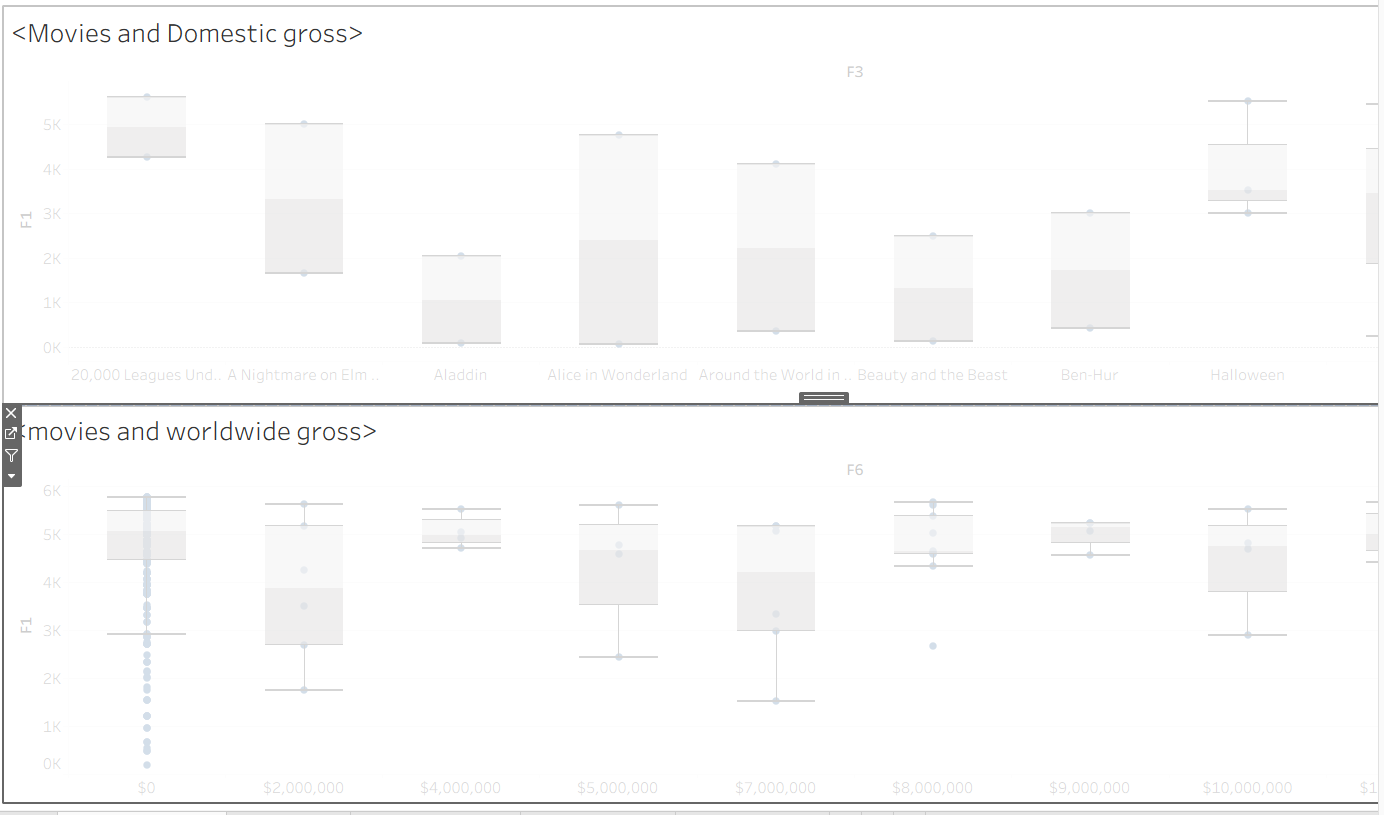 <Movies and Domestic gross>
F3
5K
4K
3K
2K
1K
0K
F1
20,000 Leagues Und.. A Nightmare on Elm .. Aladdin Alice in Wonderland Around the World in .. Beauty and the Beast Ben-Hur Halloween
<movies and worldwide gross>
F6
6K
5K
4K
3K
2K
1K
0K
F1
$0 $2,000,000 $4,000,000 $5,000,000 $7,000,000 $8,000,000 $9,000,000 $10,000,000 $1